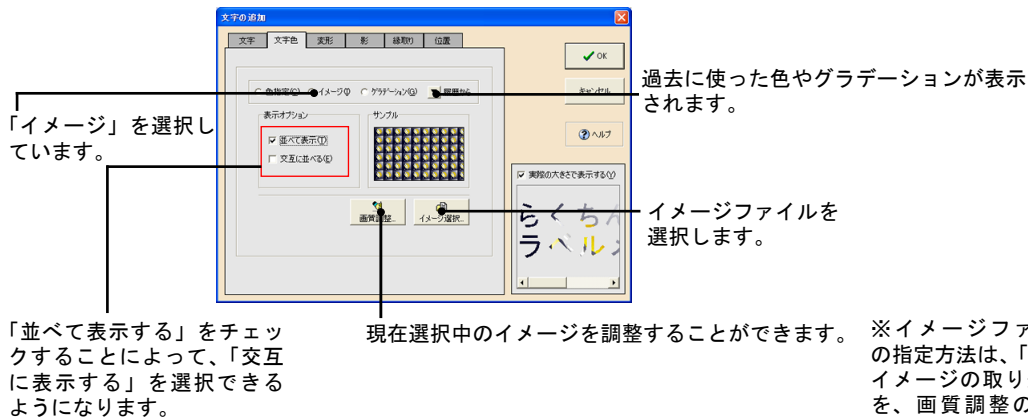 文字の追加
文字 文字色 変形 影 縁取り 位置
OK
イメージ(I) グラデーション(G)
キャンセル
過去に使った色やグラデーションが表示
されます。
「イメージ」を選択し
ています。
表示オプション
サンプル
並べて表示(T)
交互に並べる(E)
ヘルプ
実際の大きさで表示する(V)
イメージ選択...
らくちん
ラベル
イメージファイルを
選択します。
「並べて表示する」をチェッ
クすることによって、「交互
に表示する」を選択できる
ようになります。
現在選択中のイメージを調整することができます。
※イメージファ
の指定方法は、「
イメージの取り
を、画質調整の